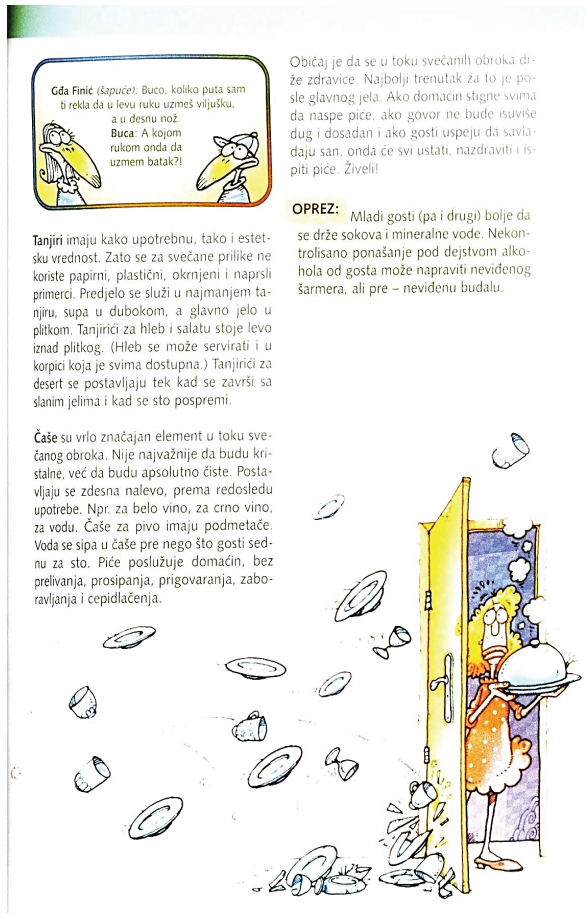 Gđa Finić (šapuće): Buco, koliko puta sam
ti rekla da u levu ruku uzmeš viljušku,
a u desnu nož.
Buca: A kojom
rukom onda da
uzmem batak?!
Tanjiri imaju kako upotrebnu, tako i estet-
sku vrednost. Zato se za svečane prilike ne
koriste papirni, plastični, okrnjeni i naprsli
primerci. Predjelo se služi u najmanjem ta-
njiru, supa u dubokom, a glavno jelo u
plitkom. Tanjirići za hleb i salatu stoje levo
iznad plitkog. (Hleb se može servirati i u
korpici koja je svima dostupna.) Tanjirići za
desert se postavljaju tek kad se završi sa
slanim jelima i kad se sto pospremi.
Čaše su vrlo značajan element u toku sve-
čanog obroka. Nije najvažnije da budu kri-
stalne, već da budu apsolutno čiste. Posta-
vljaju se zdesna nalevo, prema redosledu
upotrebe. Npr. za belo vino, za crno vino,
za vodu. Čaše za pivo imaju podmetače.
Voda se sipa u čaše pre nego što gosti sed-
nu za sto. Piće poslužuje domaćin, bez
prelivanja, prosipanja, prigovaranja, zabo-
ravljanja i cepidlačenja.
Običaj je da se u toku svečanih obroka dr-
že zdravice. Najbolji trenutak za to je po-
sle glavnog jela. Ako domaćin stigne svima
da naspe piće, ako govor ne bude isuviše
dug i dosadan i ako gosti uspeju da savla-
daju san, onda će svi ustati, nazdraviti i is-
piti piće. Živeli!
OPREZ: Mladi gosti (pa i drugi) bolje da
se drže sokova i mineralne vode. Nekon-
trolisano ponašanje pod dejstvom alko-
hola od gosta može napraviti neviđenog
šarmera, ali pre – neviđenu budalu.